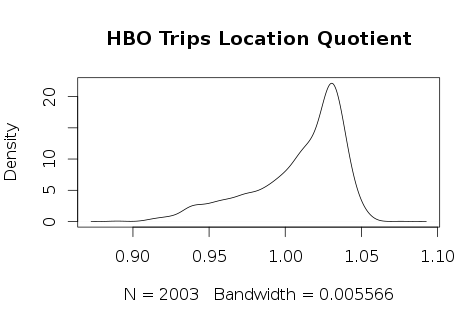 HBO Trips Location Quotient
Density
20
10
5
0
0.90 0.95 1.00 1.05 1.10
N = 2003 Bandwidth = 0.005566